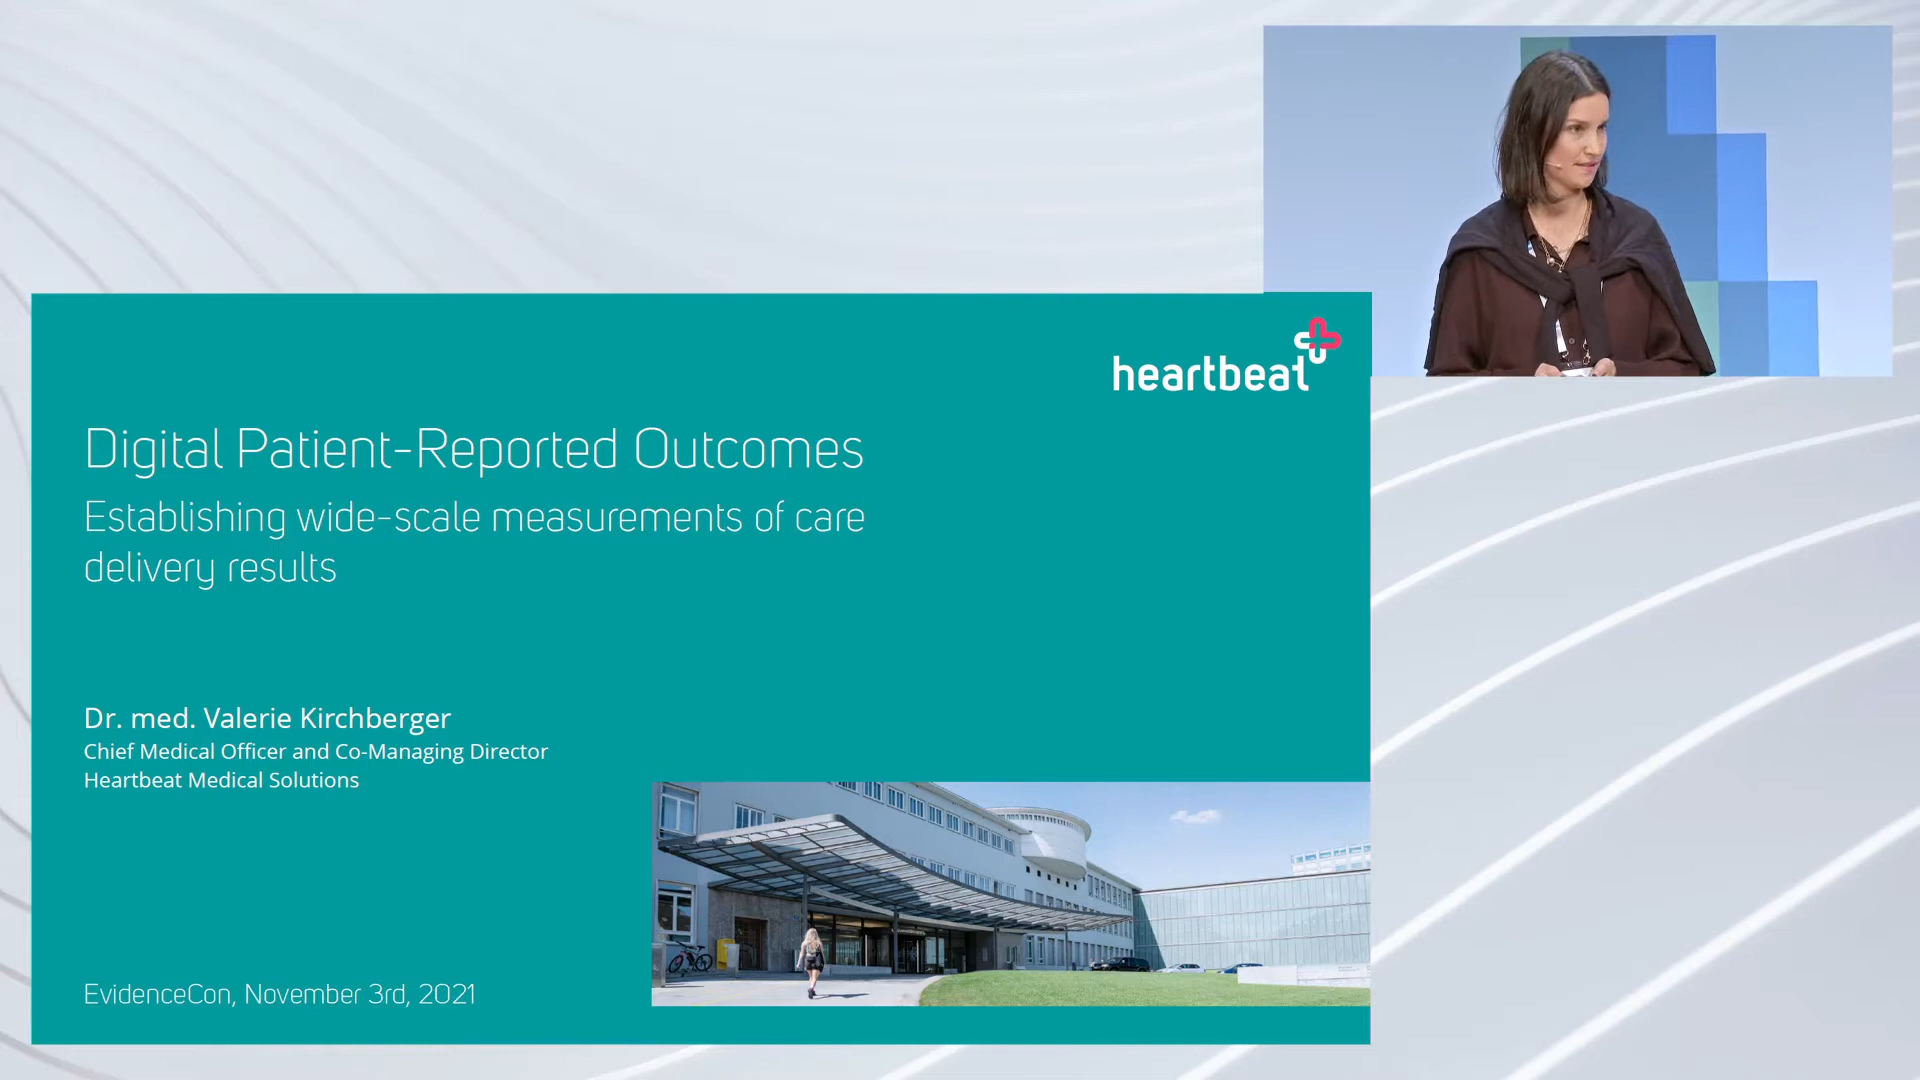 heartbeat
Digital Patient-Reported Outcomes
Establishing wide-scale measurements of care
delivery results
Dr. med. Valerie Kirchberger
Chief Medical Officer and Co-Managing Director
Heartbeat Medical Solutions
EvidenceCon, November 3rd, 2021